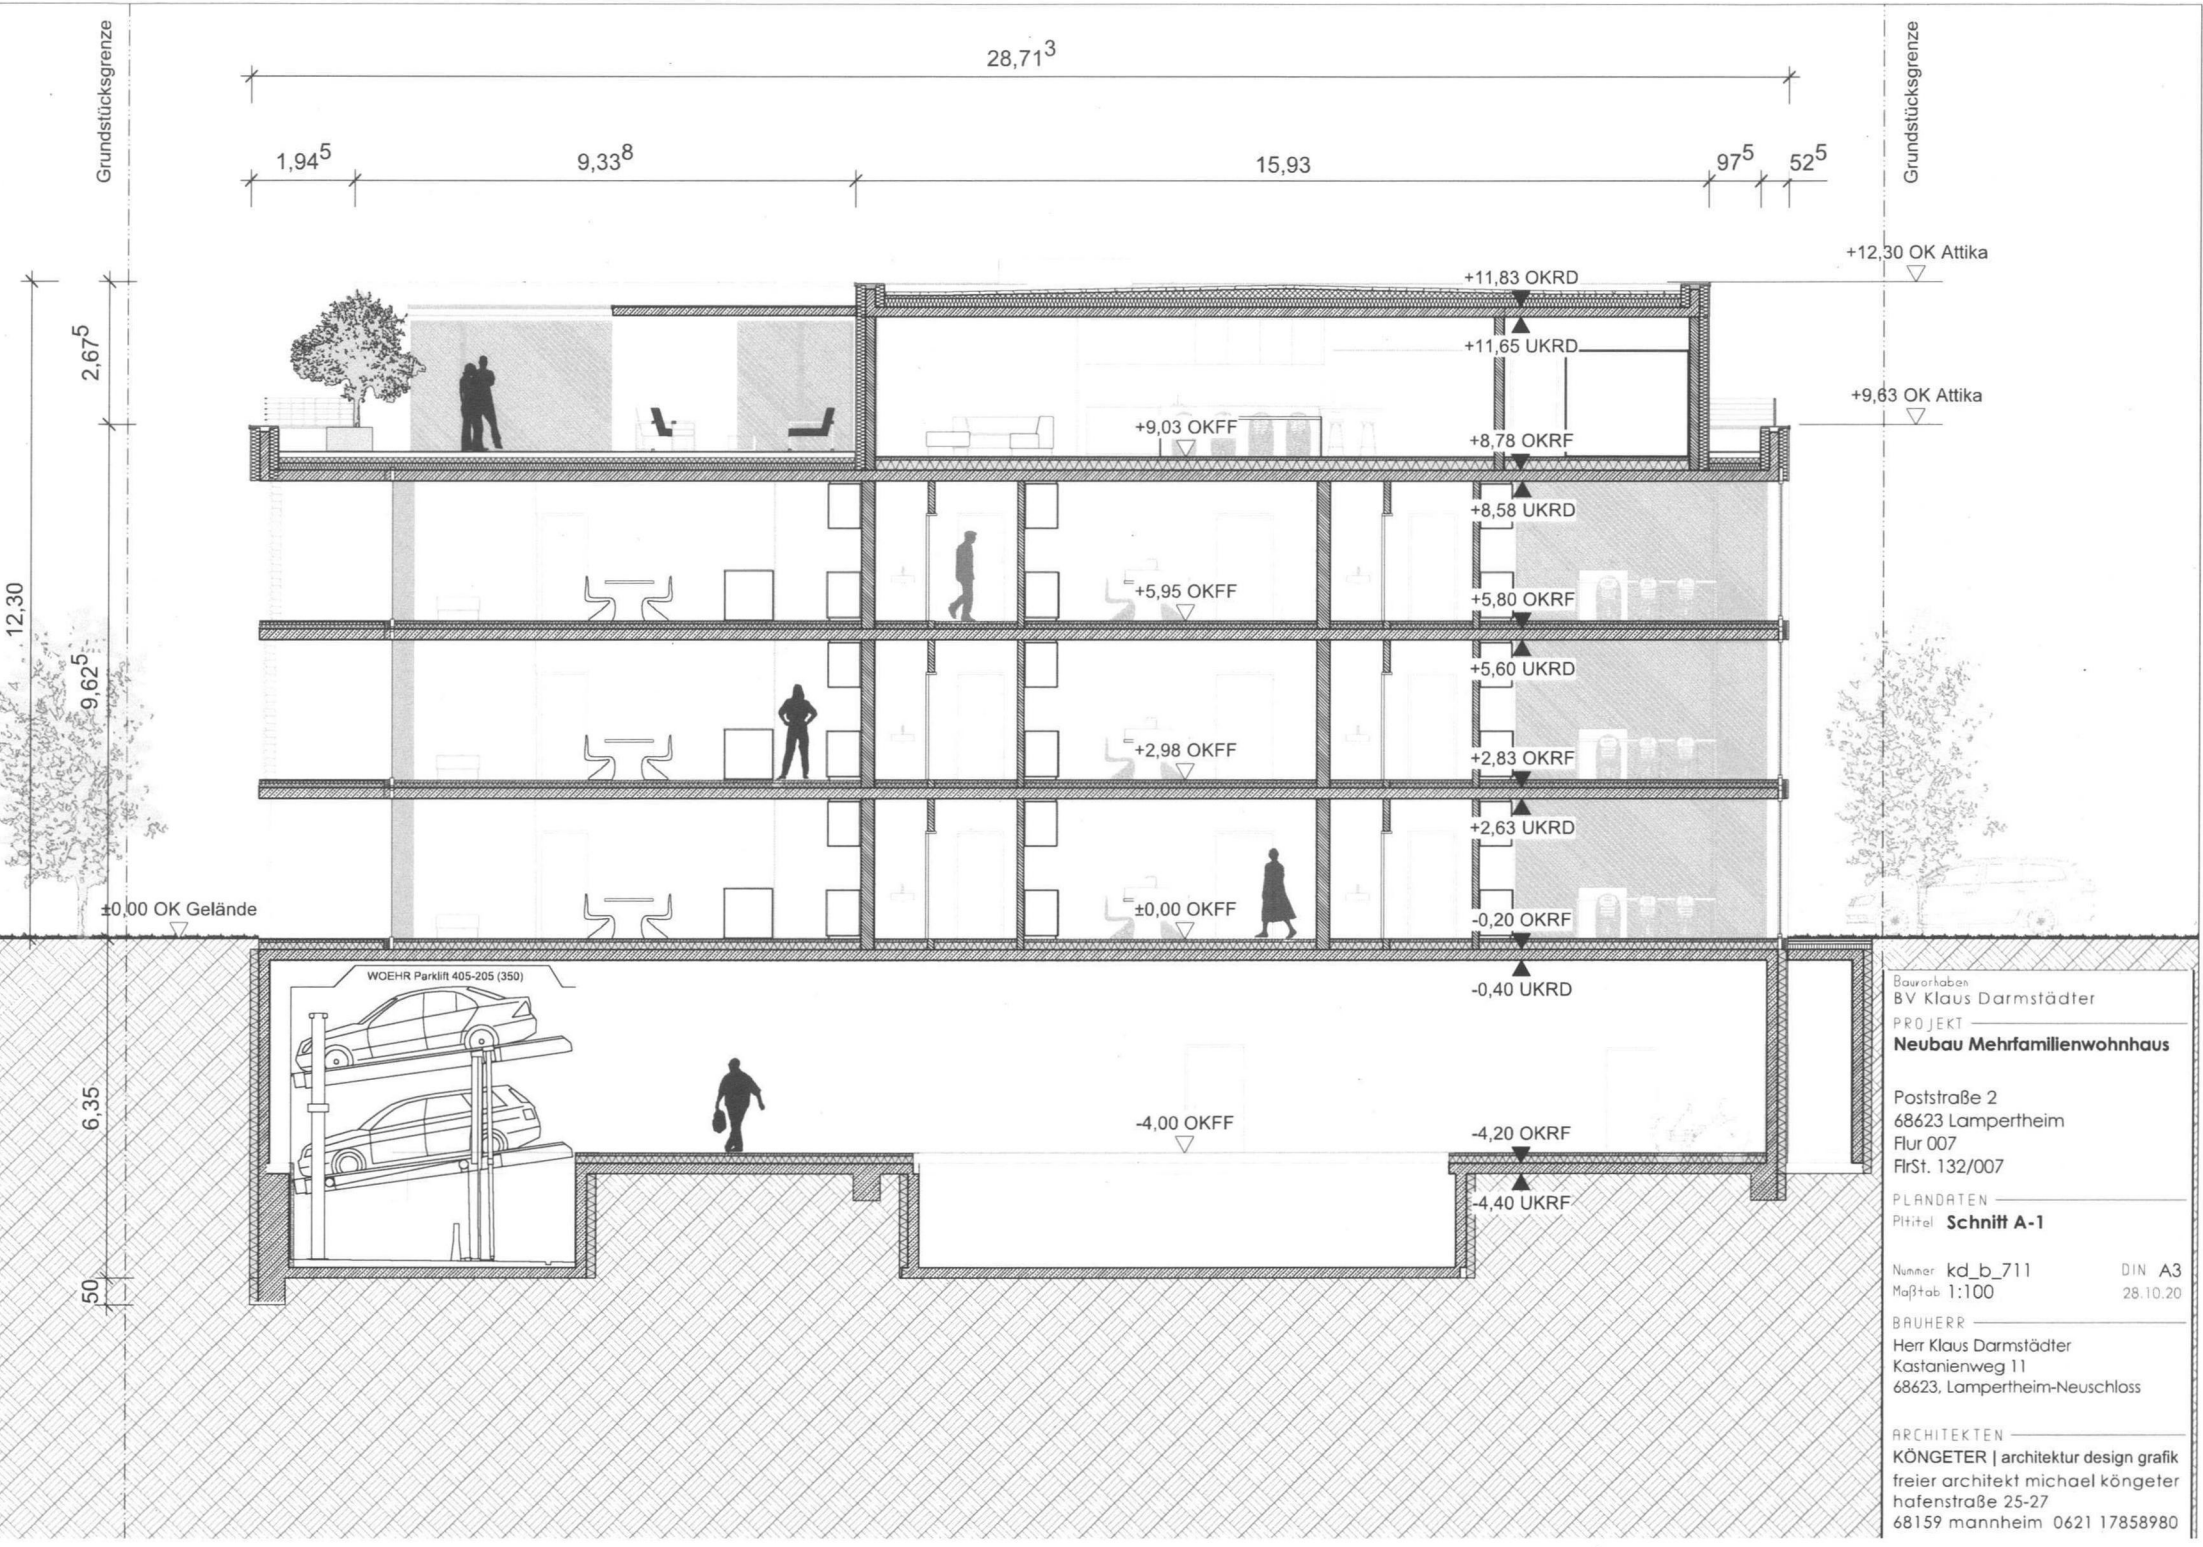 Grundstücksgrenze
Grundstücksgrenze
28,71³
1,94⁵
9,33⁸
15,93
97⁵
52⁵
+12,30 OK Attika
+11,83 OKRD
+11,65 UKRD
2,67⁵
+9,63 OK Attika
+9,03 OKFF
+8,78 OKRF
+8,58 UKRD
12,30
+5,95 OKFF
+5,80 OKRF
+5,60 UKRD
9,62⁵
+2,98 OKFF
+2,83 OKRF
+2,63 UKRD
±0,00 OK Gelände
±0,00 OKFF
-0,20 OKRF
-0,40 UKRD
WOEHR Parklift 405-205 (350)
6,35
-4,00 OKFF
-4,20 OKRF
-4,40 UKRF
50
Bauvorhaben
BV Klaus Darmstädter
PROJEKT
Neubau Mehrfamilienwohnhaus
Poststraße 2
68623 Lampertheim
Flur 007
FlrSt. 132/007
PLANDATEN
Pltitel Schnitt A-1
Nummer kd_b_711 DIN A3
Maßtab 1:100 28.10.20
BAUHERR
Herr Klaus Darmstädter
Kastanienweg 11
68623, Lampertheim-Neuschloss
ARCHITEKTEN
KÖNGETER | architektur design grafik
freier architekt michael köngeter
hafenstraße 25-27
68159 mannheim 0621 17858980